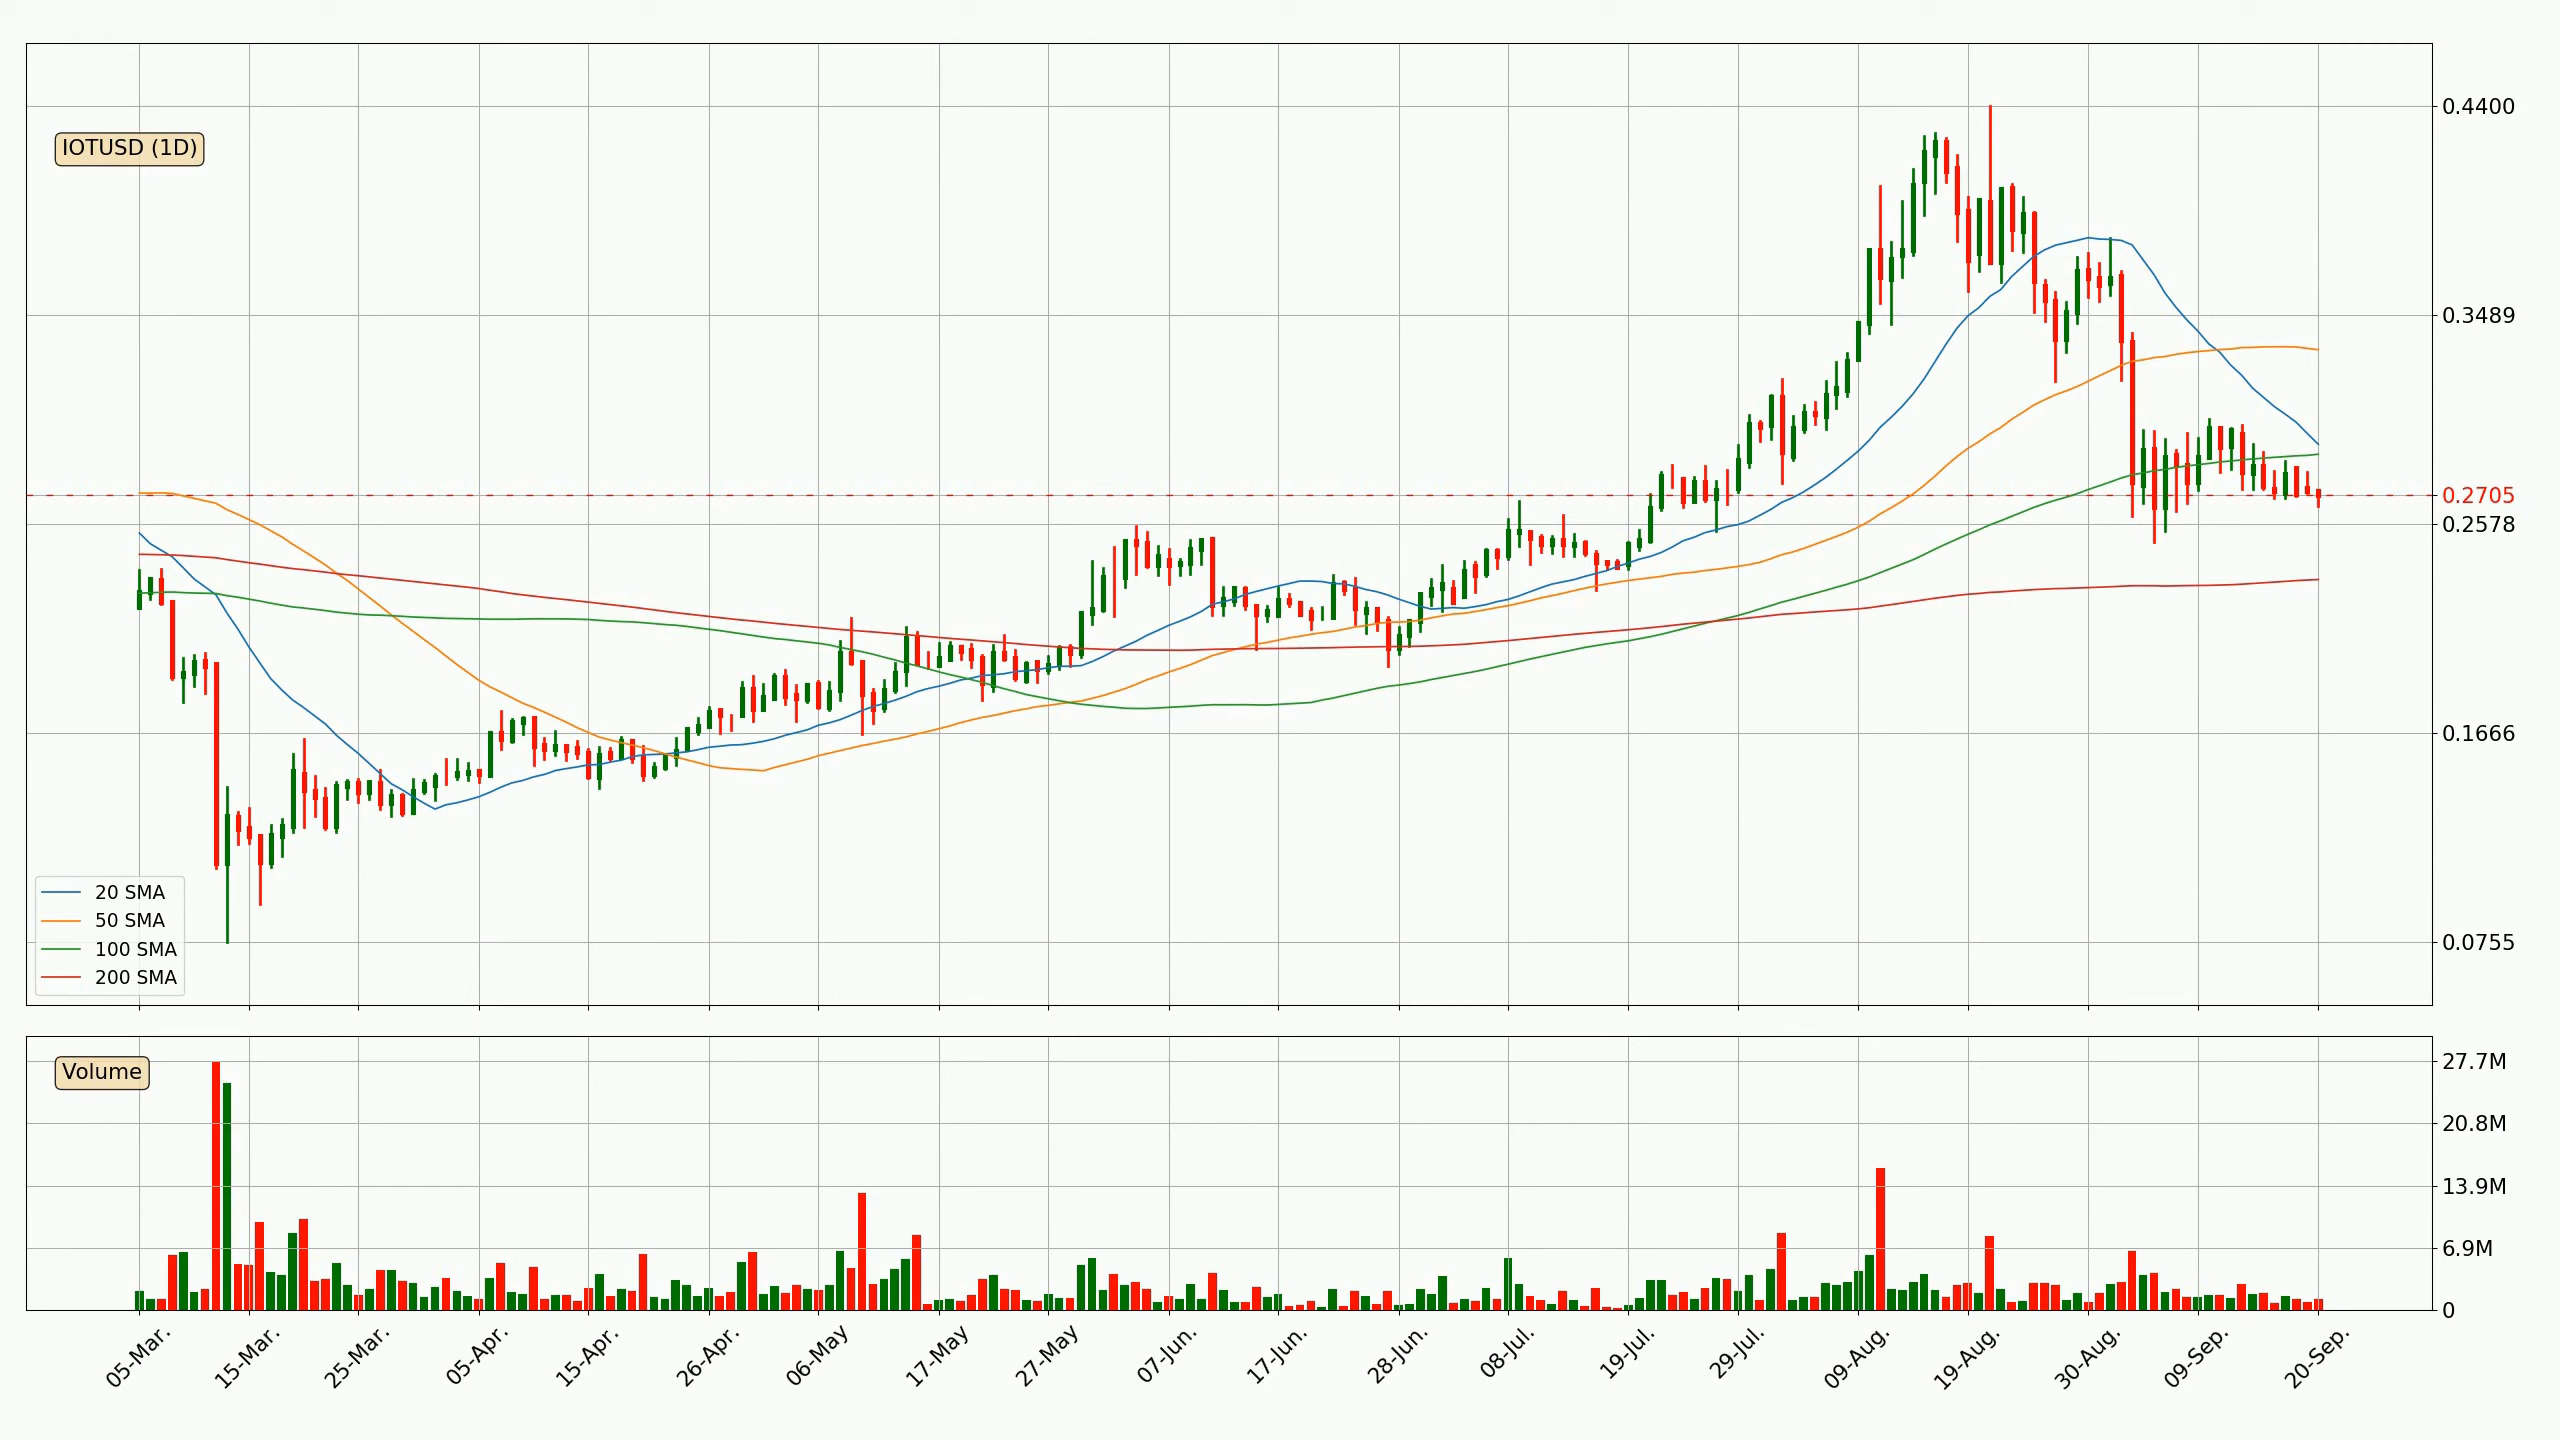 IOTUSD (1D)
0.4400
0.3489
0.2705
0.2578
0.1666
0.0755
20 SMA
50 SMA
100 SMA
200 SMA
Volume
27.7M
20.8M
13.9M
6.9M
0
05-Mar.
15-Mar.
25-Mar.
05-Apr.
15-Apr.
26-Apr.
06-May
17-May
27-May
07-Jun.
17-Jun.
28-Jun.
08-Jul.
19-Jul.
29-Jul.
09-Aug.
19-Aug.
30-Aug.
09-Sep.
20-Sep.